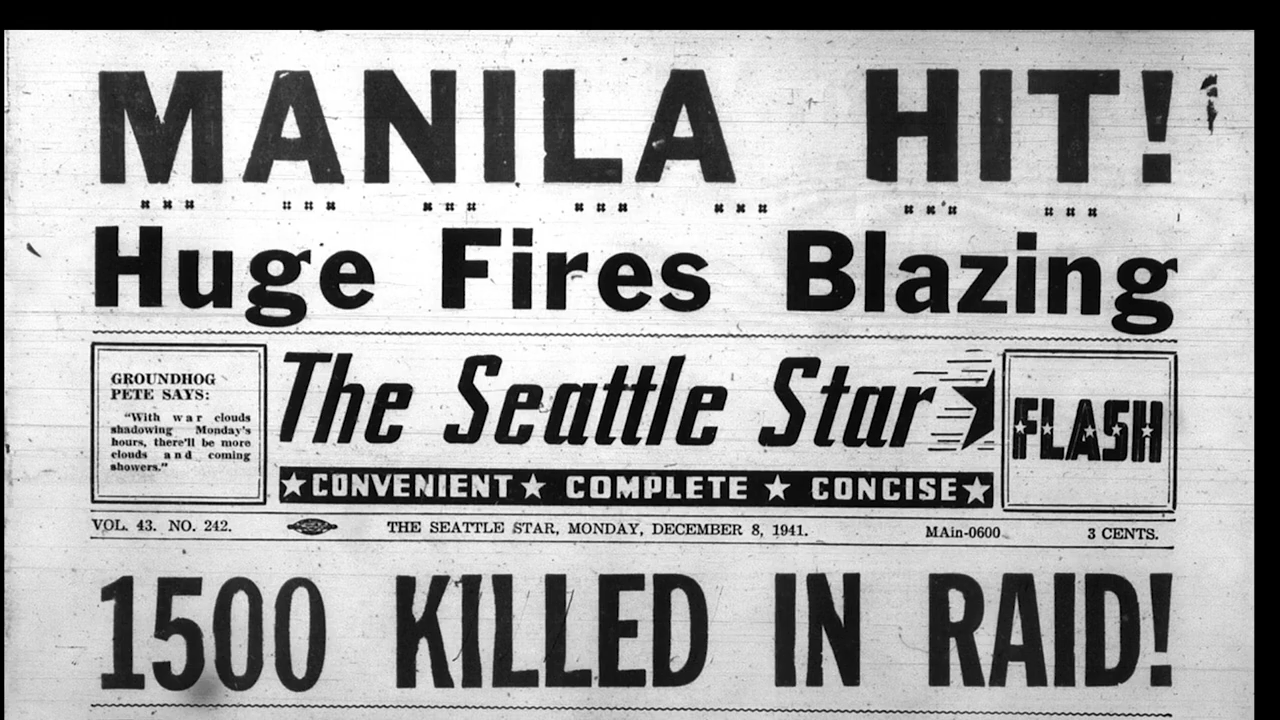 MANILA HIT!
Huge Fires Blazing
GROUNDHOG
PETE SAYS:
"With war clouds
shadowing Monday's
hours, there'll be more
clouds and coming
showers."
The Seattle Star
CONVENIENT COMPLETE CONCISE
FLASH
VOL. 43. NO. 242.
THE SEATTLE STAR, MONDAY, DECEMBER 8, 1941.
MAin-0600
3 CENTS.
1500 KILLED IN RAID!